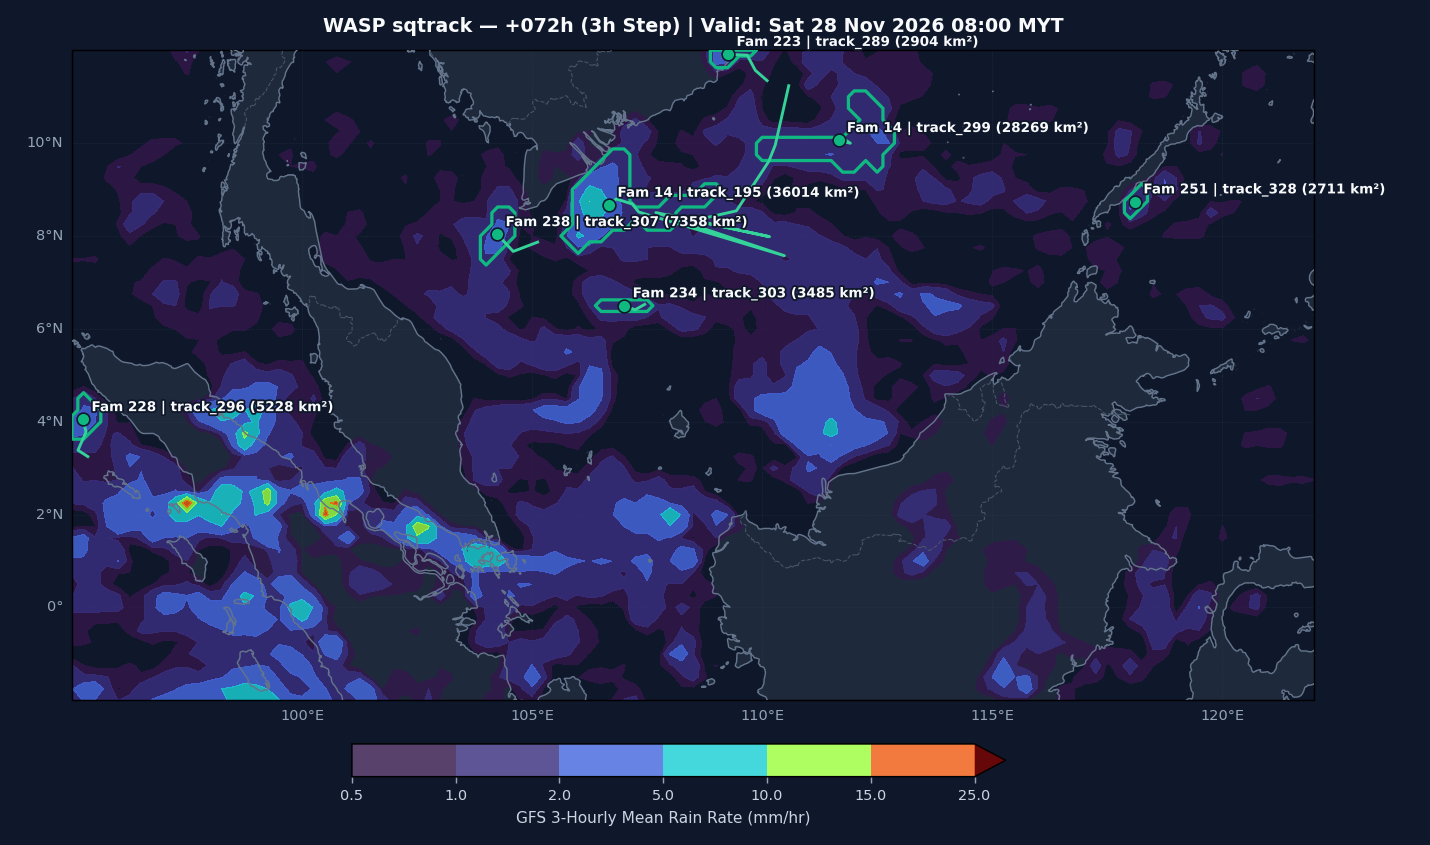 WASP sqtrack — +072h (3h Step) | Valid: Sat 28 Nov 2026 08:00 MYT
Fam 223 | track_289 (2904 km²)
Fam 14 | track_299 (28269 km²)
10°N
Fam 251 | track_328 (2711 km²)
Fam 14 | track_195 (36014 km²)
Fam 238 | track_307 (7358 km²)
8°N
Fam 234 | track_303 (3485 km²)
6°N
4°N
Fam 228 | track_296 (5228 km²)
2°N
0°
100°E 105°E 110°E 115°E 120°E
0.5 1.0 2.0 5.0 10.0 15.0 25.0
GFS 3-Hourly Mean Rain Rate (mm/hr)